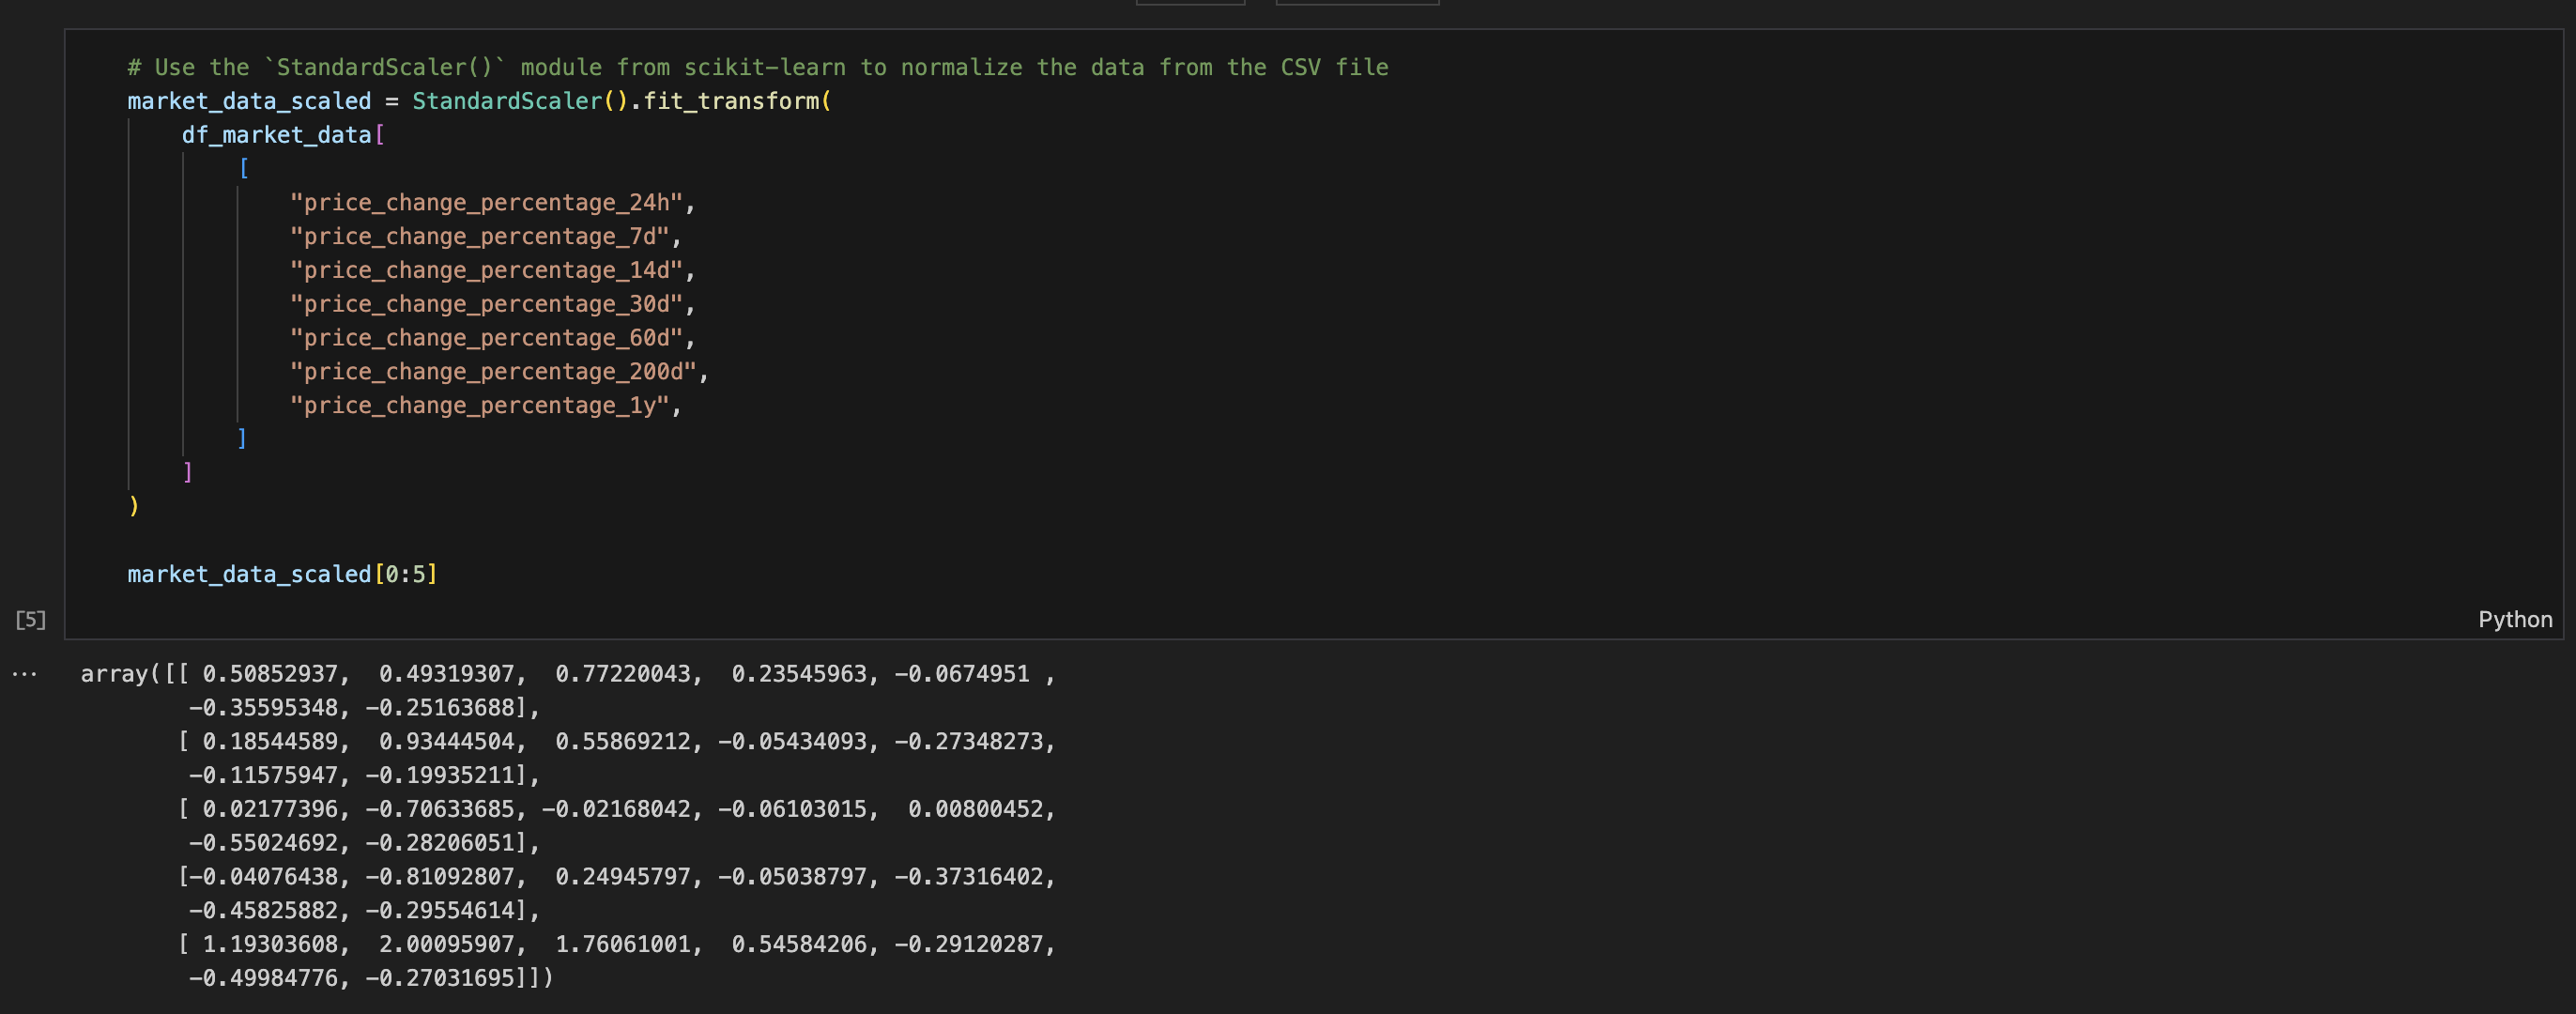 # Use the `StandardScaler()` module from scikit-learn to normalize the data from the CSV file
market_data_scaled = StandardScaler().fit_transform(
    df_market_data[
        [
            "price_change_percentage_24h",
            "price_change_percentage_7d",
            "price_change_percentage_14d",
            "price_change_percentage_30d",
            "price_change_percentage_60d",
            "price_change_percentage_200d",
            "price_change_percentage_1y",
        ]
    ]
)
market_data_scaled[0:5]
[5]
Python
...
array([[ 0.50852937,  0.49319307,  0.77220043,  0.23545963, -0.0674951 ,
        -0.35595348, -0.25163688],
       [ 0.18544589,  0.93444504,  0.55869212, -0.05434093, -0.27348273,
        -0.11575947, -0.19935211],
       [ 0.02177396, -0.70633685, -0.02168042, -0.06103015,  0.00800452,
        -0.55024692, -0.28206051],
       [-0.04076438, -0.81092807,  0.24945797, -0.05038797, -0.37316402,
        -0.45825882, -0.29554614],
       [ 1.19303608,  2.00095907,  1.76061001,  0.54584206, -0.29120287,
        -0.49984776, -0.27031695]])